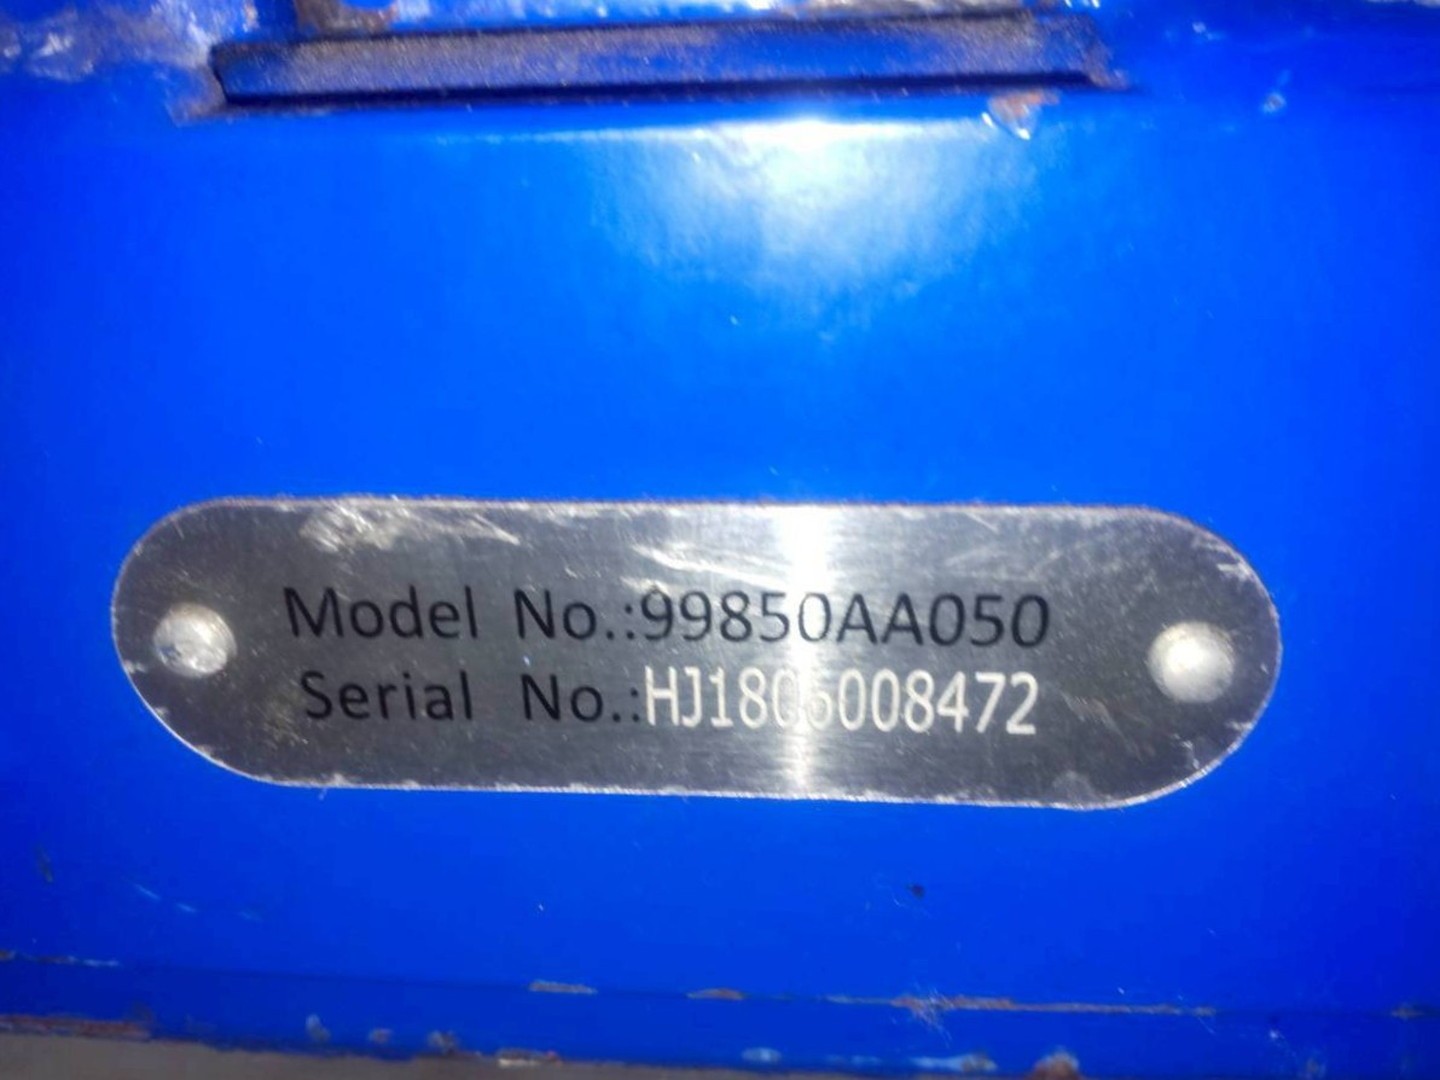 Model No.:99850AA050
Serial No.:HJ1806008472